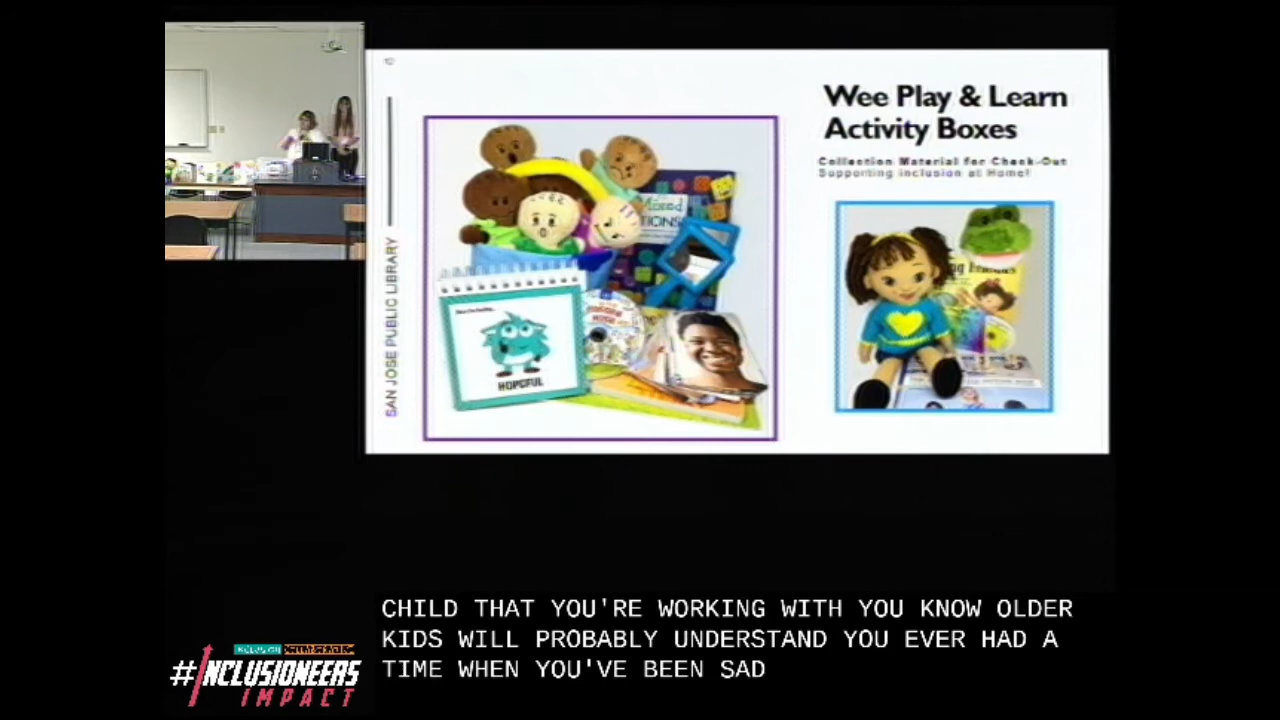 Wee Play & Learn
Activity Boxes
Collection Material for Check-Out
Supporting Inclusion at Home!
SAN JOSE PUBLIC LIBRARY
HOPEFUL
CHILD THAT YOU'RE WORKING WITH YOU KNOW OLDER
KIDS WILL PROBABLY UNDERSTAND YOU EVER HAD A
TIME WHEN YOU'VE BEEN SAD
#INCLUSIONEERS
IMPACT